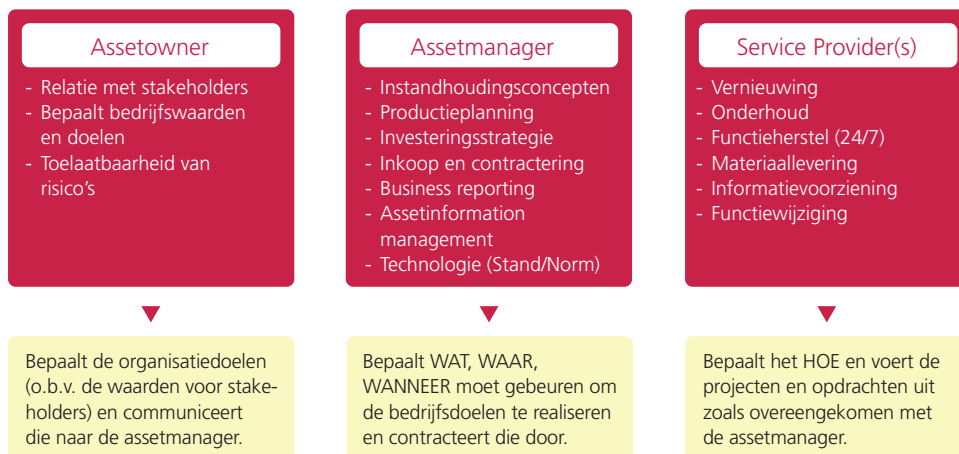 Assetowner
- Relatie met stakeholders
- Bepaalt bedrijfswaarden
en doelen
- Toelaatbaarheid van
risico's
Bepaalt de organisatiedoelen
(o.b.v. de waarden voor stake-
holders) en communiceert
die naar de assetmanager.
Assetmanager
- Instandhoudingsconcepten
- Productieplanning
- Investeringsstrategie
- Inkoop en contractering
- Business reporting
- Assetinformation
management
- Technologie (Stand/Norm)
Bepaalt WAT, WAAR,
WANNEER moet gebeuren om
de bedrijfsdoelen te realiseren
en contracteert die door.
Service Provider(s)
- Vernieuwing
- Onderhoud
- Functieherstel (24/7)
- Materiaallevering
- Informatievoorziening
- Functiewijziging
Bepaalt het HOE en voert de
projecten en opdrachten uit
zoals overeengekomen met
de assetmanager.